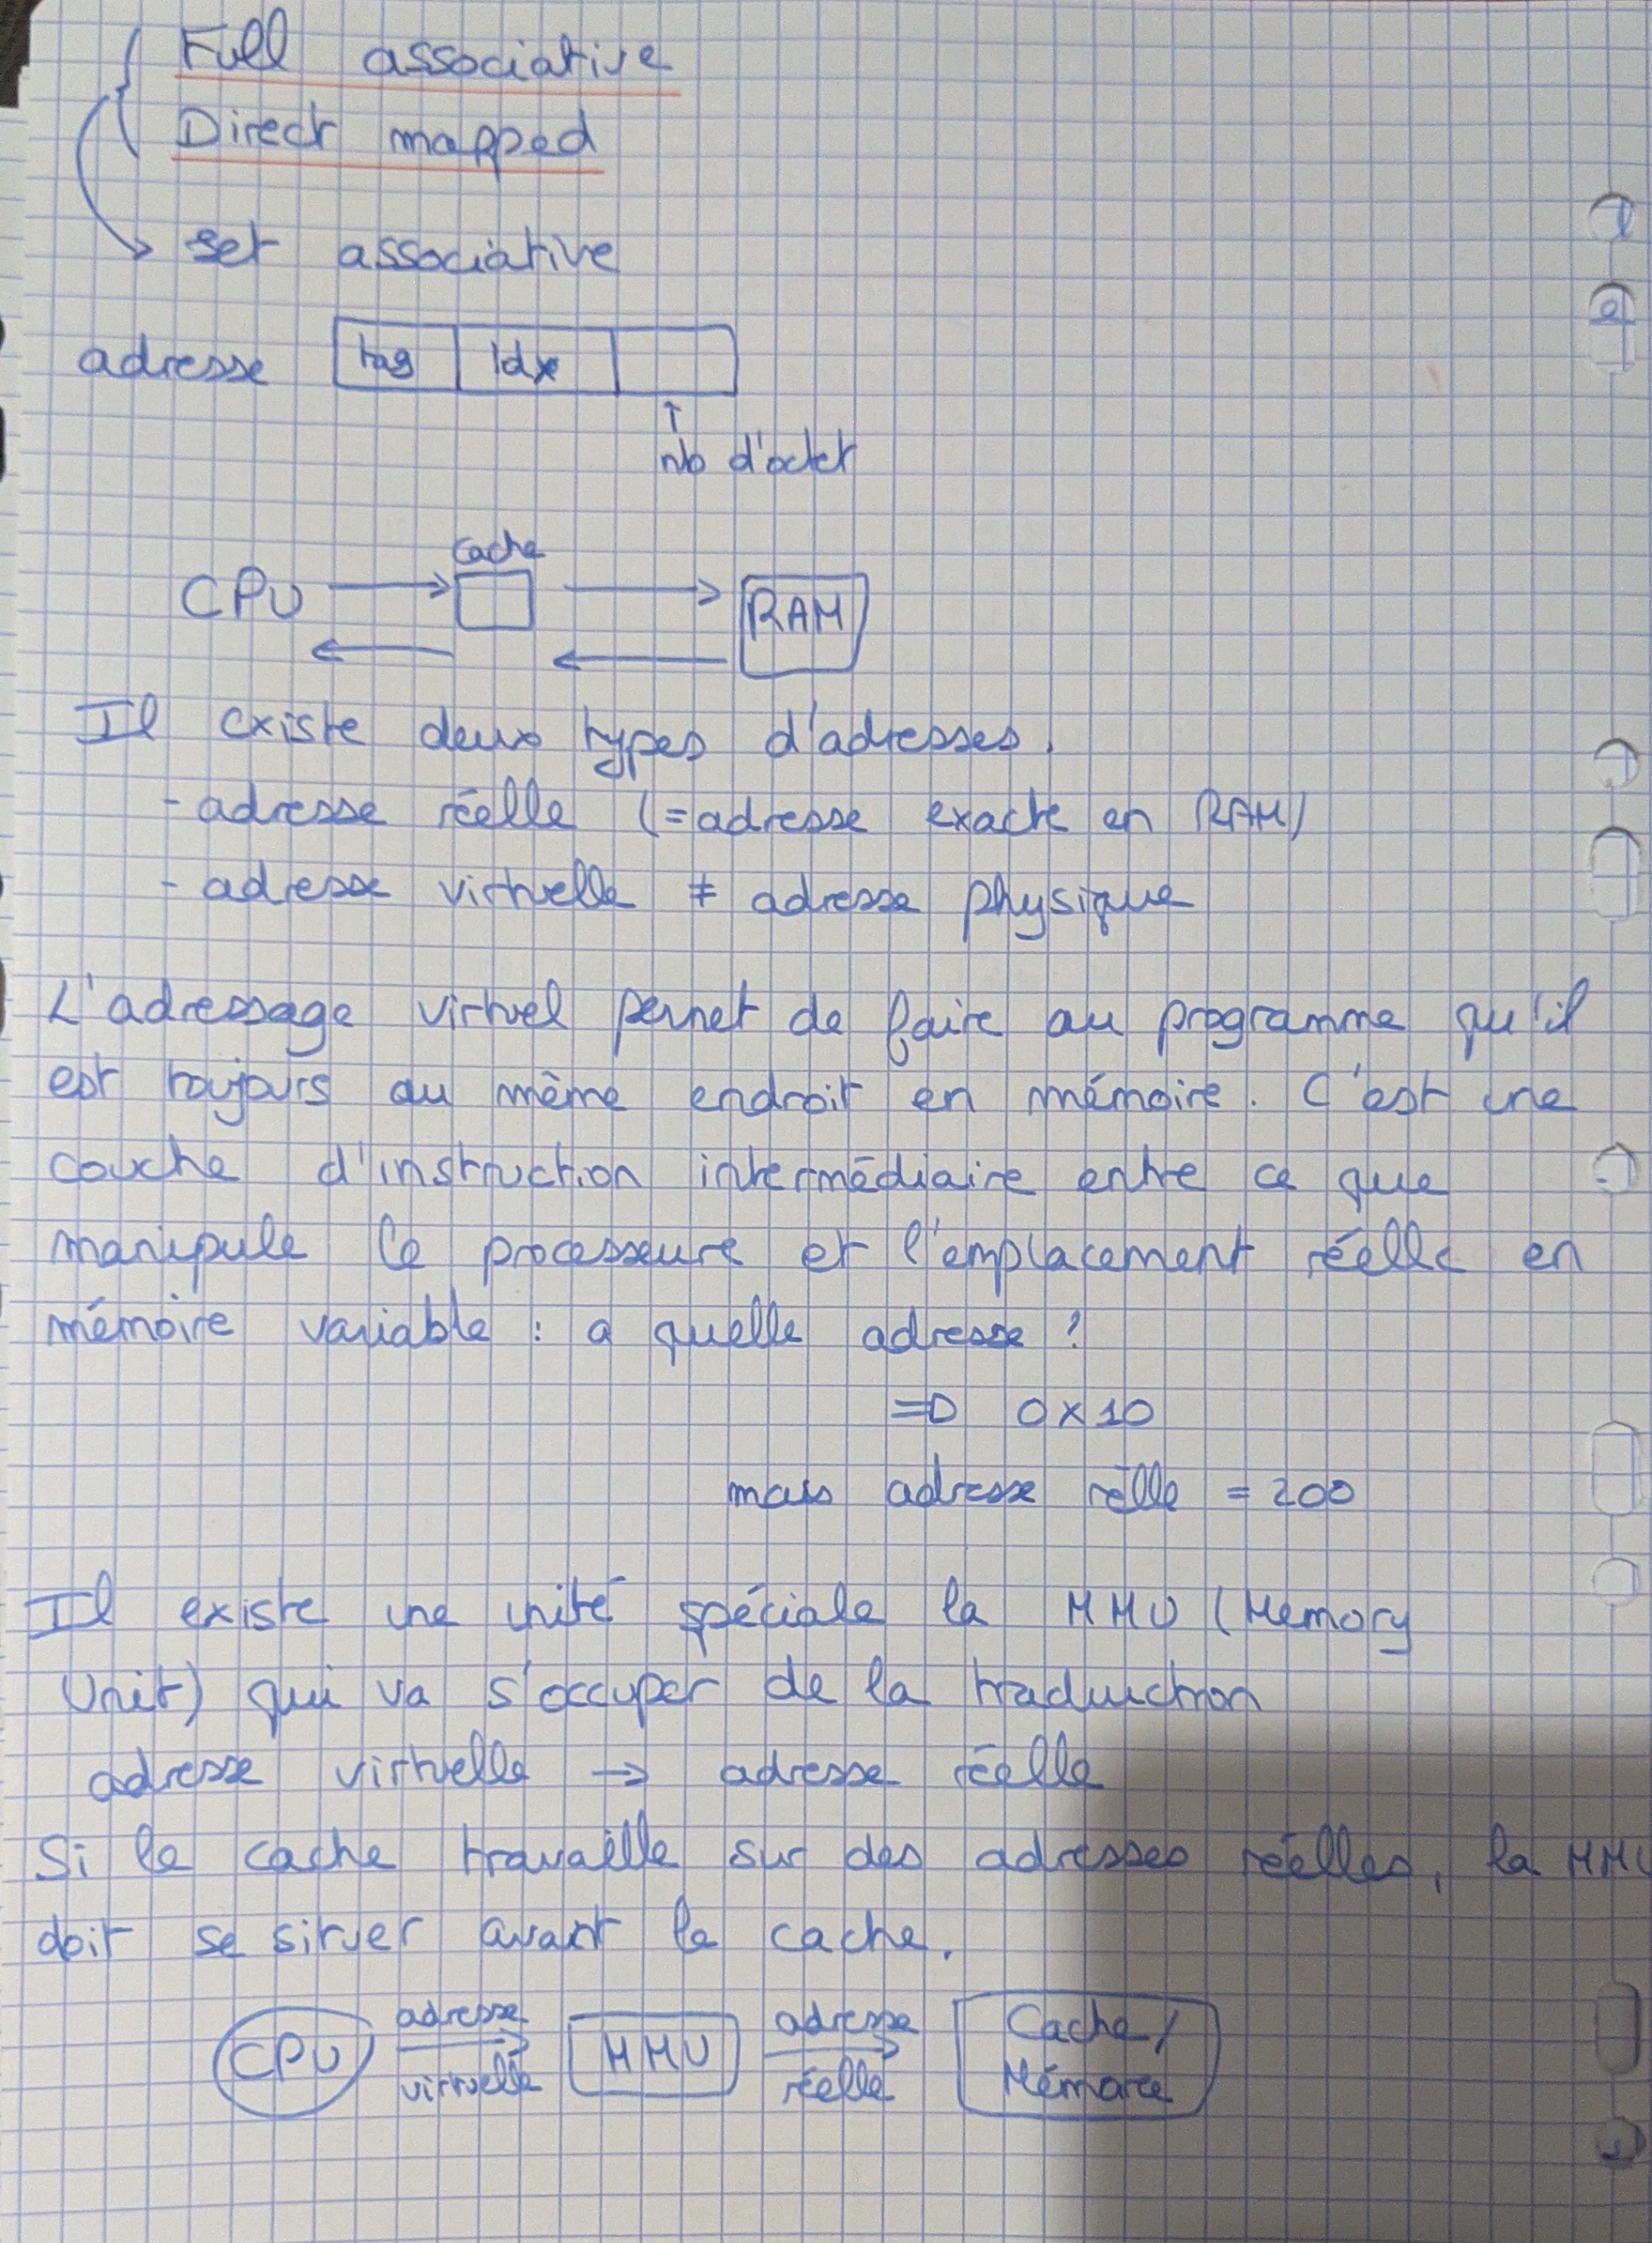 Full associative
Direct mapped
set associative
adresse tag Idx
nb d'octet
cache
CPU RAM
Il existe deux types d'adresses.
- adresse réelle (= adresse exacte en RAM)
- adresse virtuelle ≠ adresse physique
L'adressage virtuel permet de faire au programme qu'il
est toujours au même endroit en mémoire. C'est une
couche d'instruction intermédiaire entre ce que
manipule le processeure et l'emplacement réelle en
mémoire variable : a quelle adresse ?
=D 0x10
mais adresse rélle = 200
Il existe une unité spéciale la MMU (Memory
Unit) qui va s'occuper de la traduiction
adresse virtuelle → adresse réelle
Si le cache travaille sur des adresses réelles, la MMU
doit se situer avant le cache.
CPU adresse virtuelle MMU adresse réelle Cache /
Mémoire